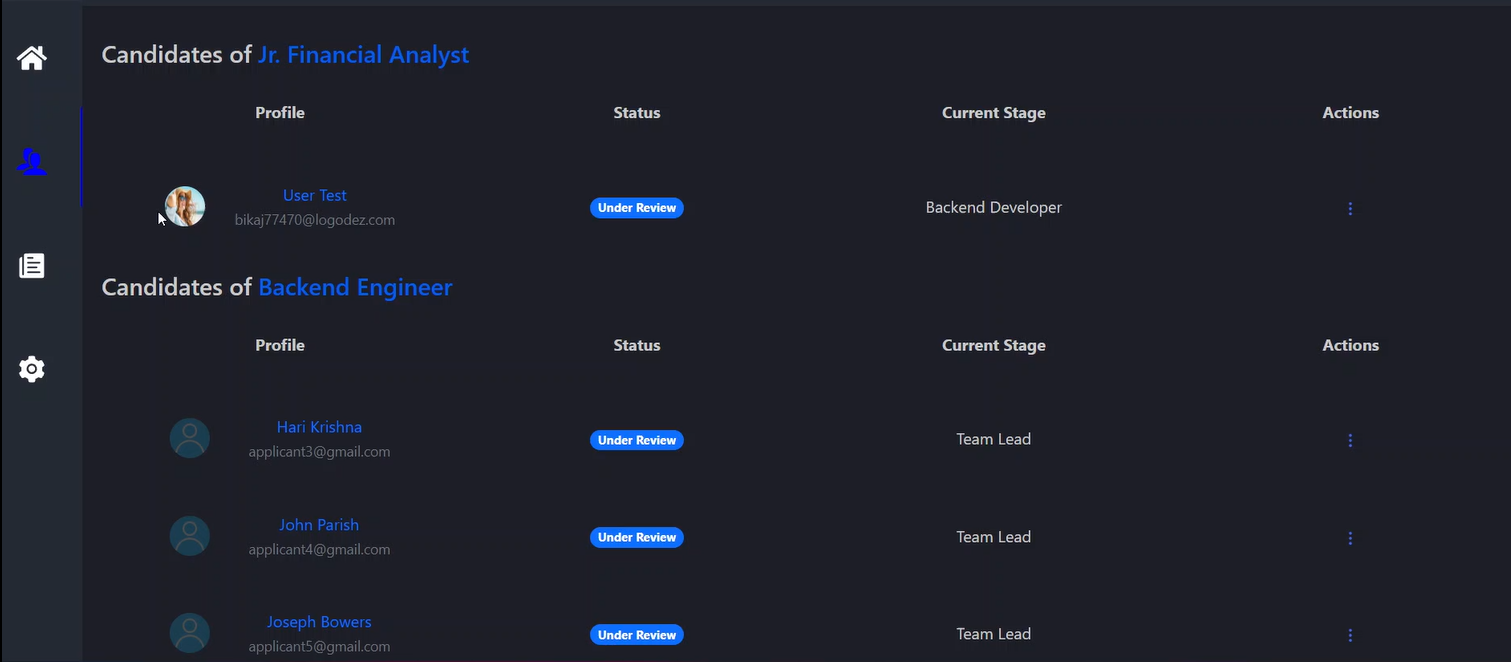 Candidates of Jr. Financial Analyst
Profile Status Current Stage Actions
User Test
bikaj77470@logodez.com
Under Review
Backend Developer
Candidates of Backend Engineer
Profile Status Current Stage Actions
Hari Krishna
applicant3@gmail.com
Under Review
Team Lead
John Parish
applicant4@gmail.com
Under Review
Team Lead
Joseph Bowers
applicant5@gmail.com
Under Review
Team Lead